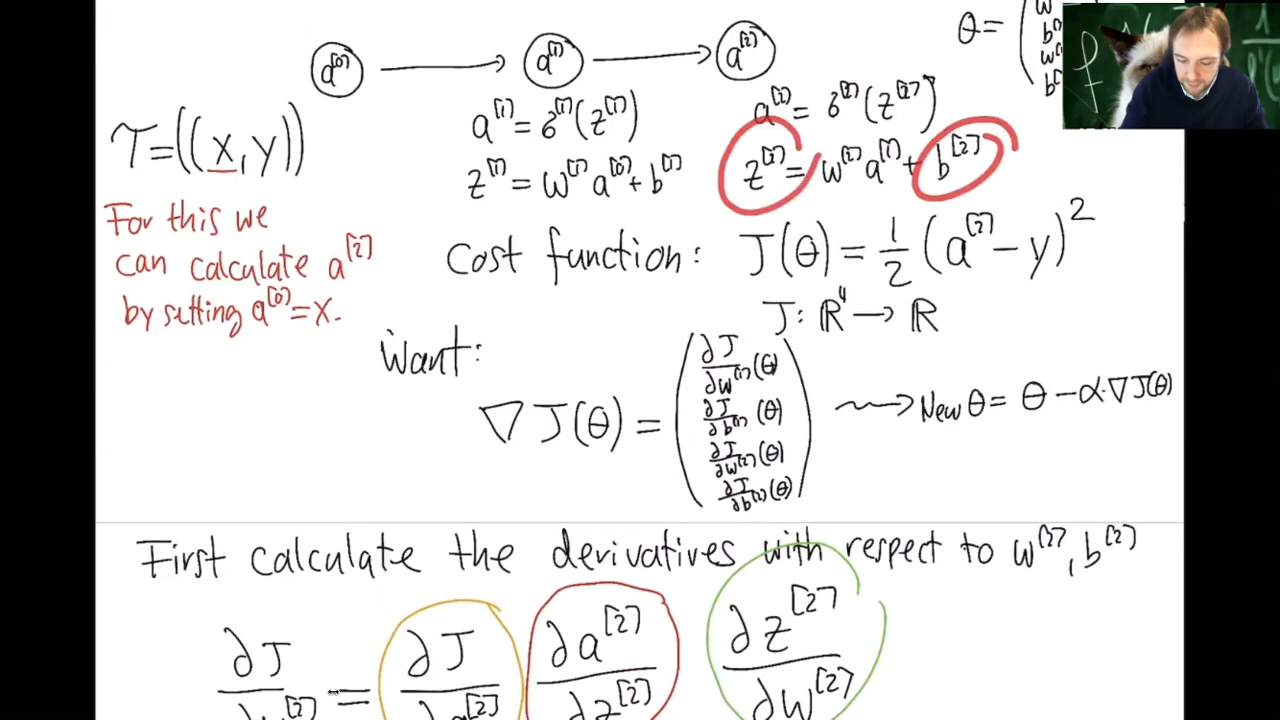 a^[0] → a^[1] → a^[2]
θ = ( w b w b
a^[1] = σ^[1](z^[1])
a^[2] = σ^[2](z^[2])
T = ((x, y))
z^[1] = w^[1] a^[0] + b^[1]
z^[2] = w^[2] a^[1] + b^[2]
For this we
can calculate a^[2]
by setting a^[0] = x.
Cost function: J(θ) = 1/2 (a^[2] − y)^2
J: ℝ^4 → ℝ
Want:
∇J(θ) = ( ∂J/∂w^[1] (θ)
∂J/∂b^[1] (θ)
∂J/∂w^[2] (θ)
∂J/∂b^[2] (θ) )
⇝ New θ = θ − α·∇J(θ)
First calculate the derivatives with respect to w^[2], b^[2]
∂J/∂w^[2] = ∂J/∂a^[2] ∂a^[2]/∂z^[2] ∂z^[2]/∂w^[2]